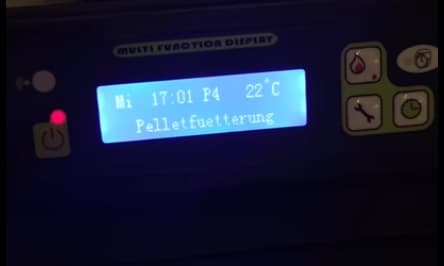 MULTI FUNCTION DISPLAY
Mi 17:01 P4 22°C
Pelletfuetterung